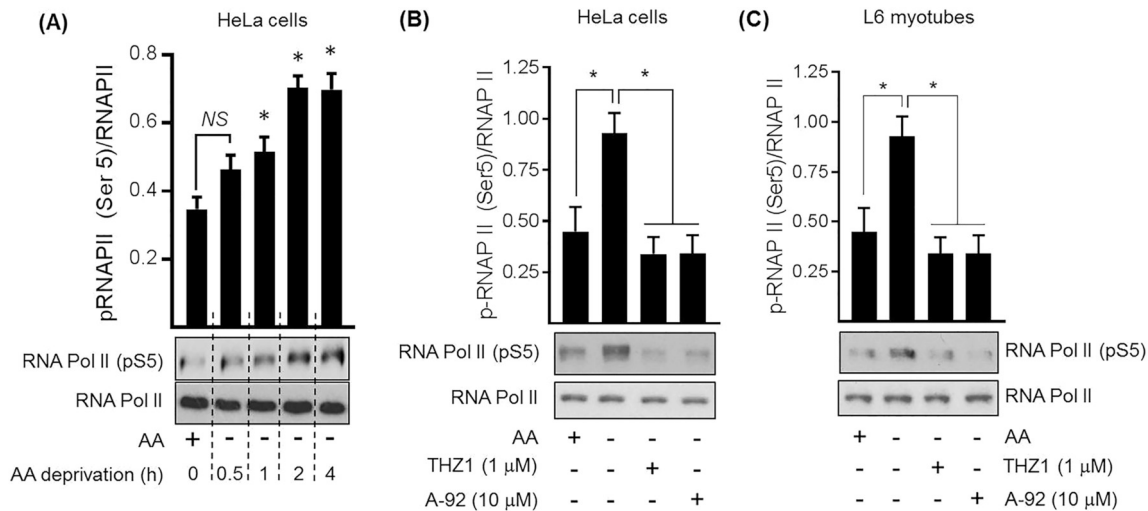 (A)
HeLa cells
pRNAPII (Ser 5)/RNAPII
0.8
0.6
0.4
0.2
NS
*
*
*
RNA Pol II (pS5)
RNA Pol II
AA + - - - -
AA deprivation (h) 0 0.5 1 2 4
(B)
HeLa cells
p-RNAP II (Ser5)/RNAP II
1.25
1.00
0.75
0.50
0.25
* *
RNA Pol II (pS5)
RNA Pol II
AA + - - -
THZ1 (1 μM) - - + -
A-92 (10 μM) - - - +
(C)
L6 myotubes
p-RNAP II (Ser5)/RNAP II
1.25
1.00
0.75
0.50
0.25
* *
RNA Pol II (pS5)
RNA Pol II
+ - - - AA
- - + - THZ1 (1 μM)
- - - + A-92 (10 μM)